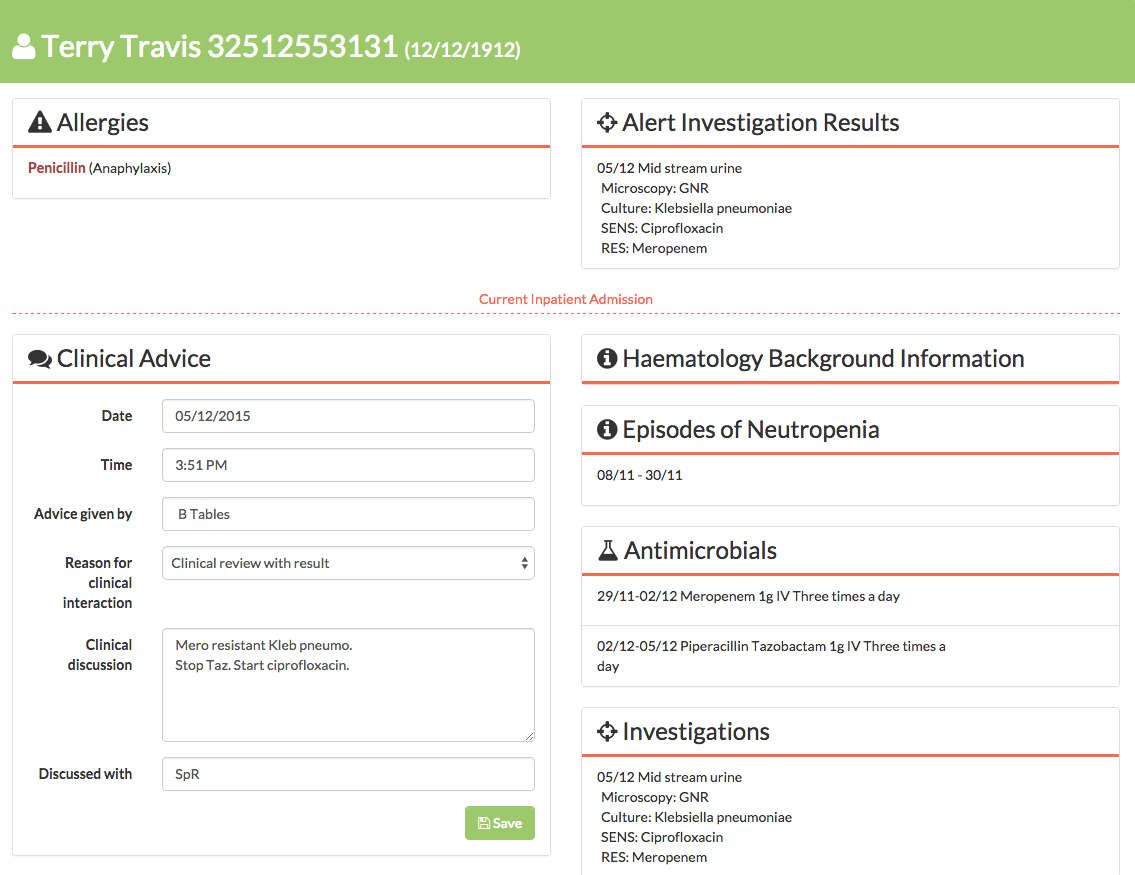 Terry Travis 32512553131 (12/12/1912)
Allergies
Penicillin (Anaphylaxis)
Alert Investigation Results
05/12 Mid stream urine
Microscopy: GNR
Culture: Klebsiella pneumoniae
SENS: Ciprofloxacin
RES: Meropenem
Current Inpatient Admission
Clinical Advice
Date
05/12/2015
Time
3:51 PM
Advice given by
B Tables
Reason for
clinical
interaction
Clinical review with result
Clinical
discussion
Mero resistant Kleb pneumo.
Stop Taz. Start ciprofloxacin.
Discussed with
SpR
Save
Haematology Background Information
Episodes of Neutropenia
08/11 - 30/11
Antimicrobials
29/11-02/12 Meropenem 1g IV Three times a day
02/12-05/12 Piperacillin Tazobactam 1g IV Three times a
day
Investigations
05/12 Mid stream urine
Microscopy: GNR
Culture: Klebsiella pneumoniae
SENS: Ciprofloxacin
RES: Meropenem